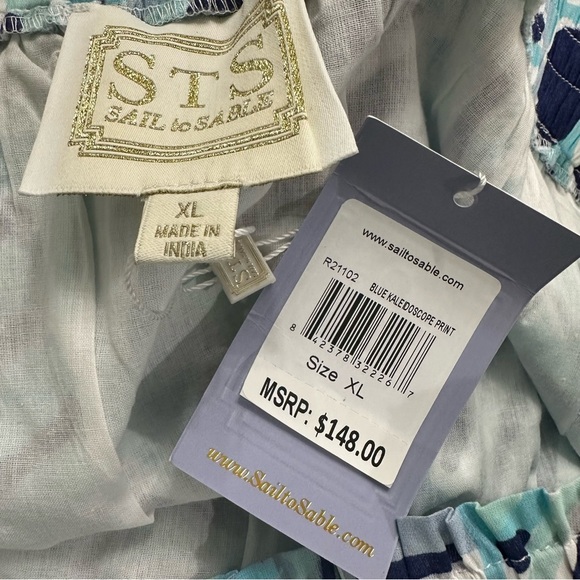 STS
SAIL to SABLE
XL
MADE IN
INDIA
STS
www.sailtosable.com
R21102 BLUE KALEIDOSCOPE PRINT
8 42378 32226 7
Size XL
MSRP: $148.00
www.SailtoSable.com